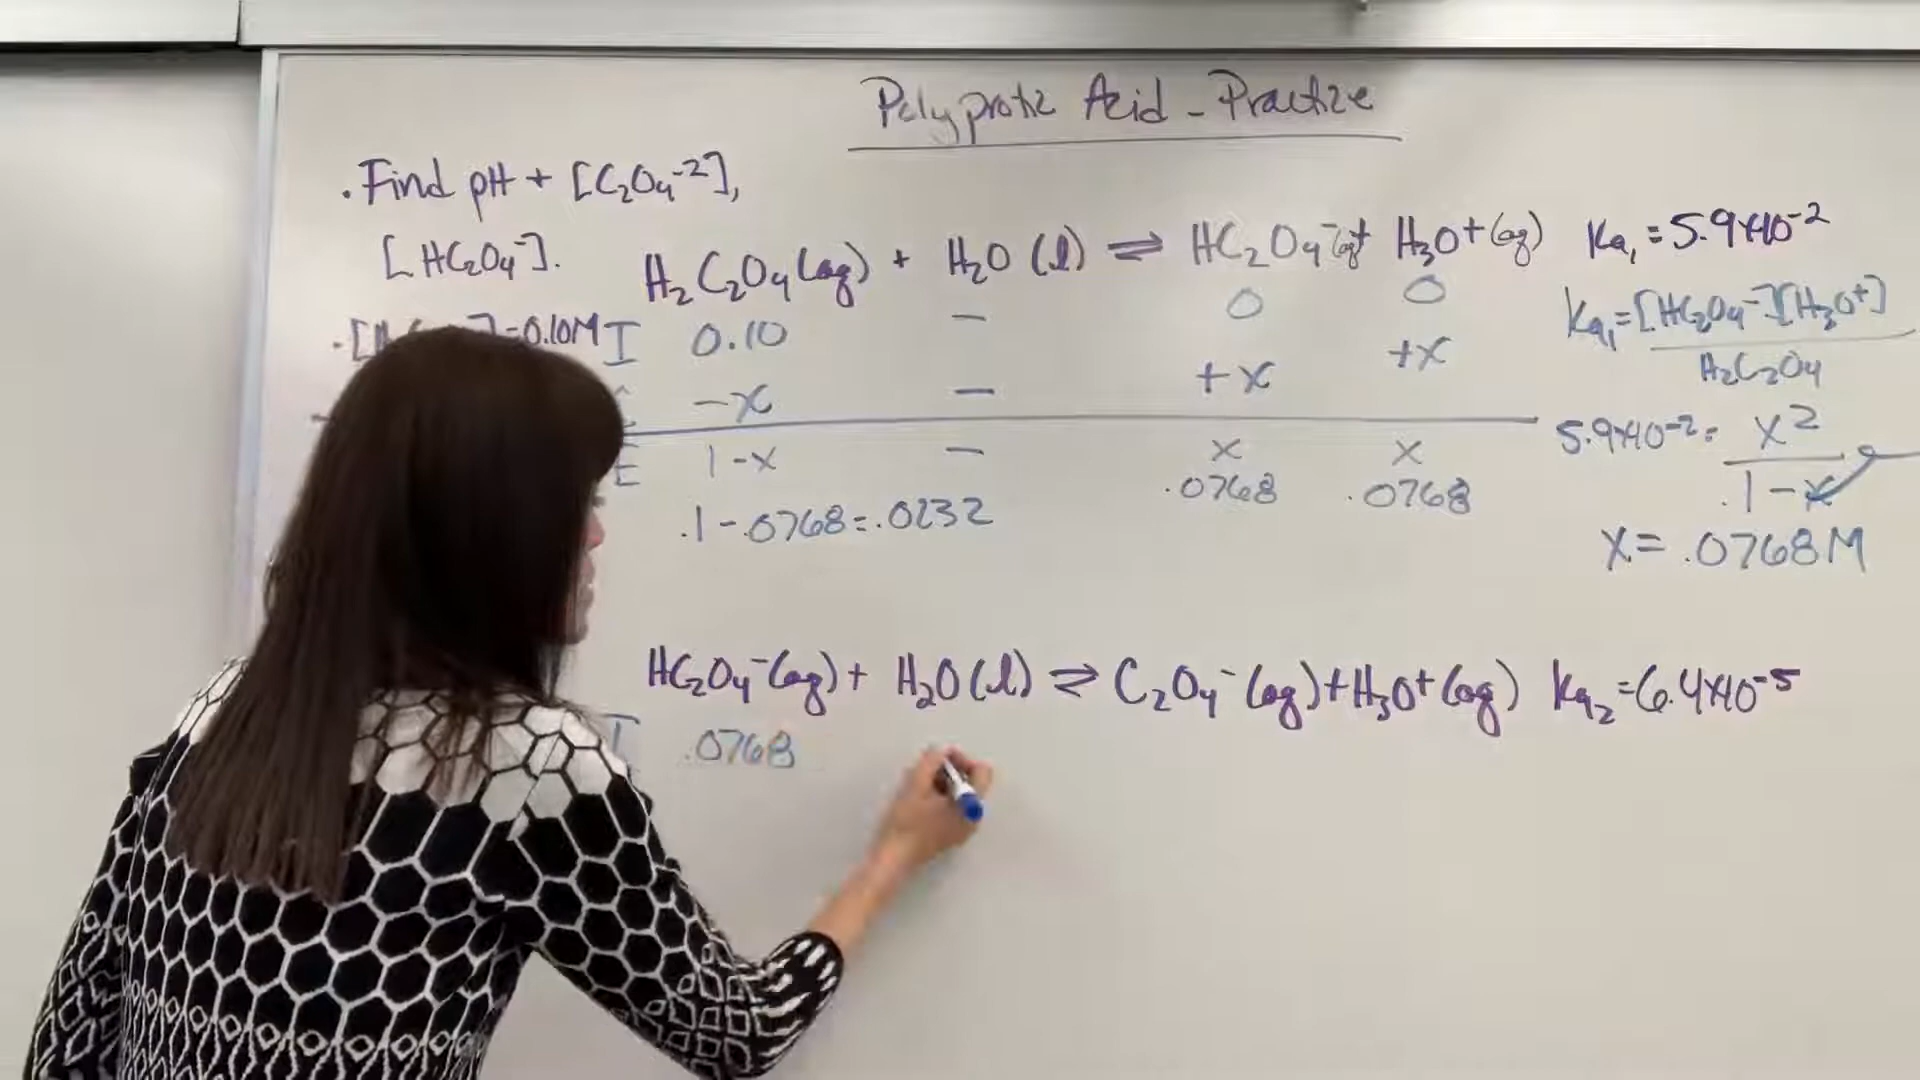 Polyprotic Acid - Practice
. Find pH + [C₂O₄⁻²],
[HC₂O₄⁻].
H₂C₂O₄(aq) + H₂O(l) ⇌ HC₂O₄⁻(aq) + H₃O⁺(aq) Ka₁ = 5.9x10⁻²
=0.10M
I 0.10 — 0 0
-x — +x +x
E 1-x — x x
.0768 .0768
.1-.0768=.0232
Ka₁=[HC₂O₄⁻][H₃O⁺]
H₂C₂O₄
5.9x10⁻²= x²
.1-x
x= .0768M
HC₂O₄⁻(aq) + H₂O(l) ⇌ C₂O₄⁻(aq) + H₃O⁺(aq) Ka₂=6.4x10⁻⁵
I .0768